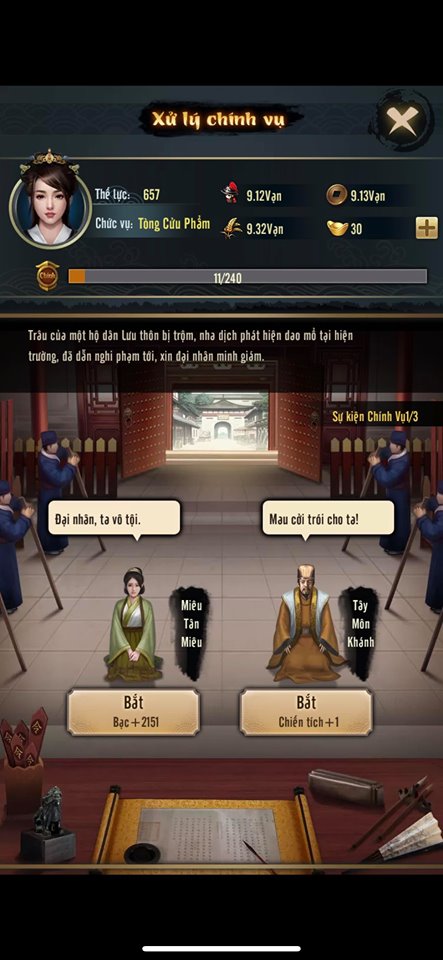 Xử lý chính vụ
Thế lực: 657
9.12Vạn
9.13Vạn
Chức vụ: Tòng Cửu Phẩm
9.32Vạn
30
Chính
11/240
Trâu của một hộ dân Lưu thôn bị trộm, nha dịch phát hiện dao mổ tại hiện
trường, đã dẫn nghi phạm tới, xin đại nhân minh giám.
Sự kiện Chính Vụ1/3
Đại nhân, ta vô tội.
Mau cởi trói cho ta!
Miêu
Tân
Miêu
Tây
Môn
Khánh
Bắt
Bạc+2151
Bắt
Chiến tích+1